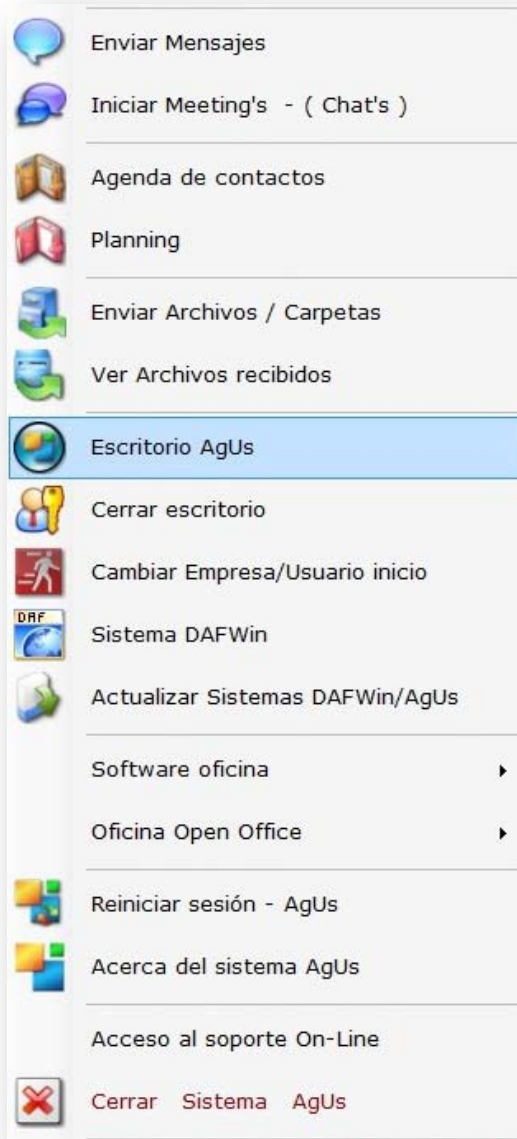 Enviar Mensajes
Iniciar Meeting's - ( Chat's )
Agenda de contactos
Planning
Enviar Archivos / Carpetas
Ver Archivos recibidos
Escritorio AgUs
Cerrar escritorio
Cambiar Empresa/Usuario inicio
DAF
Sistema DAFWin
Actualizar Sistemas DAFWin/AgUs
Software oficina
Oficina Open Office
Reiniciar sesión - AgUs
Acerca del sistema AgUs
Acceso al soporte On-Line
Cerrar Sistema AgUs